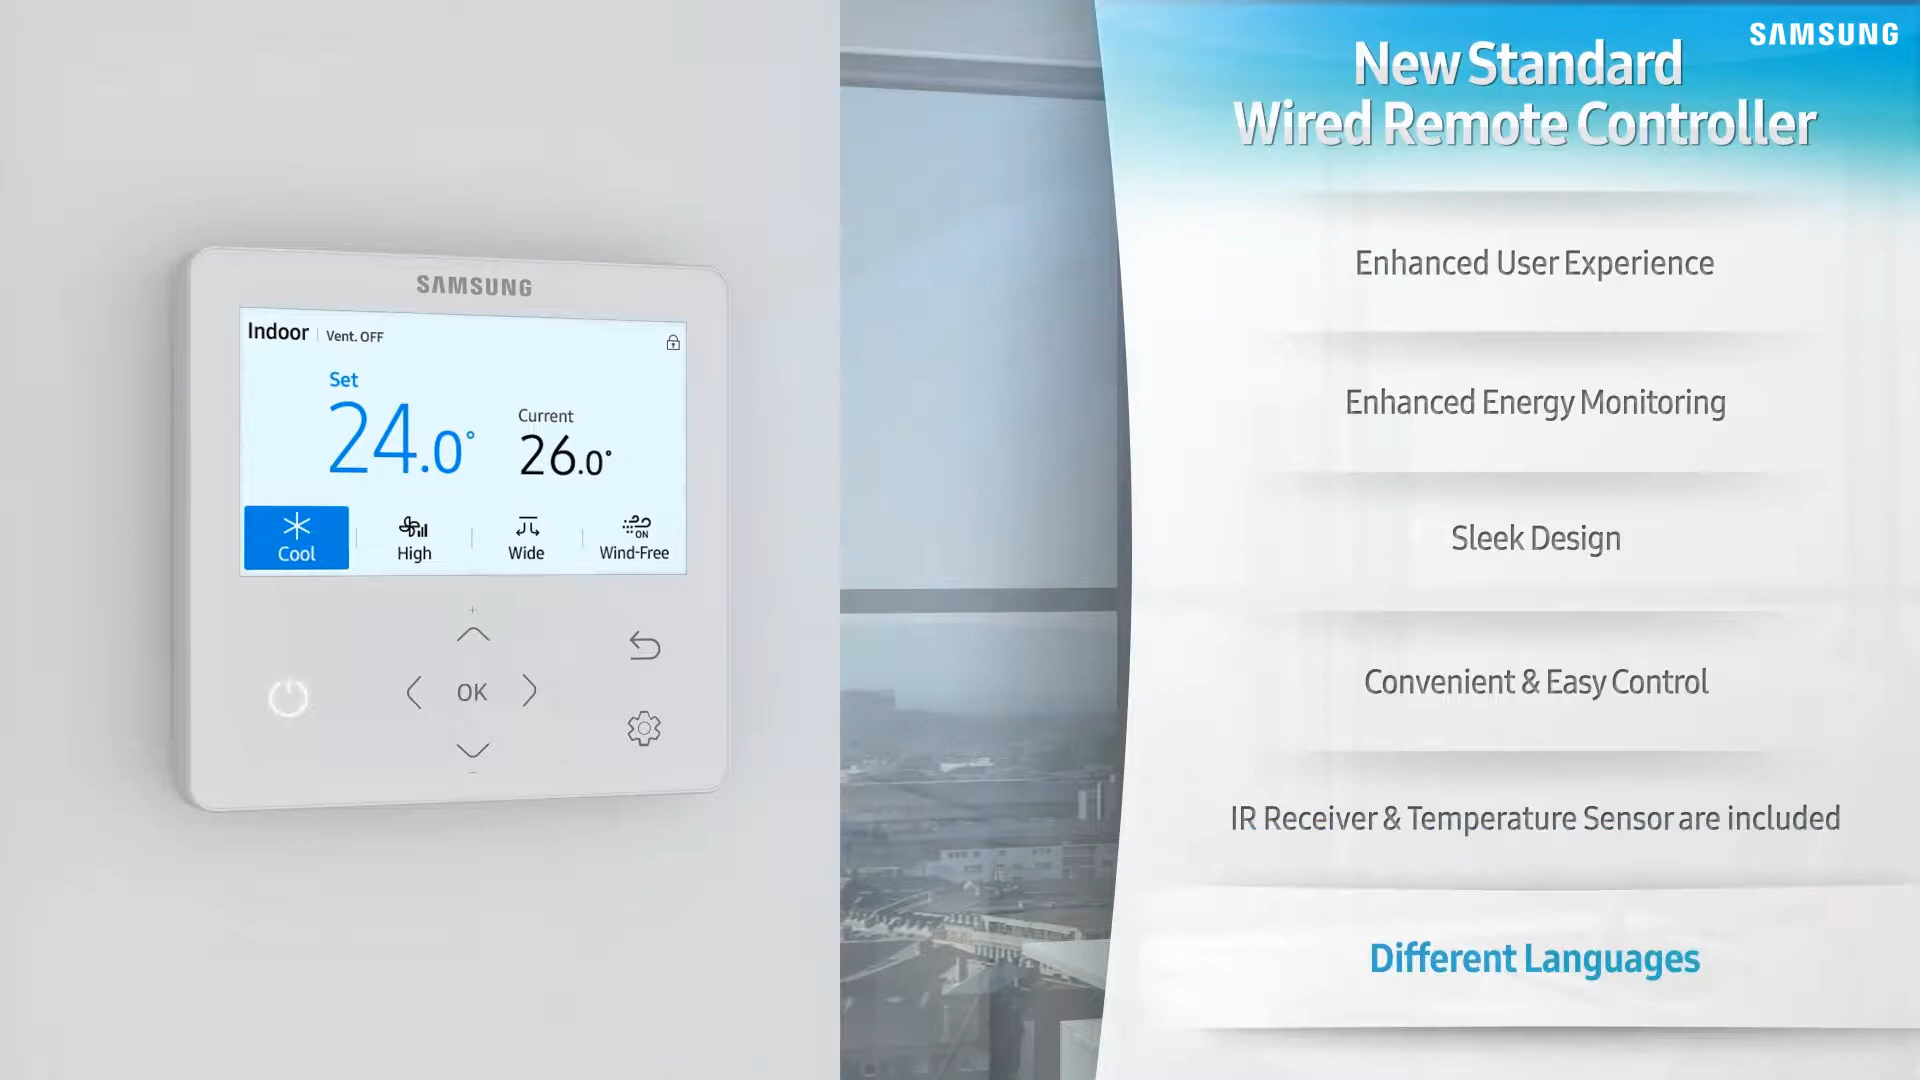 SAMSUNG
Indoor | Vent. OFF
Set
24.0°
Current
26.0°
Cool
High
Wide
ON
Wind-Free
+
OK
-
SAMSUNG
New Standard
Wired Remote Controller
Enhanced User Experience
Enhanced Energy Monitoring
Sleek Design
Convenient & Easy Control
IR Receiver & Temperature Sensor are included
Different Languages